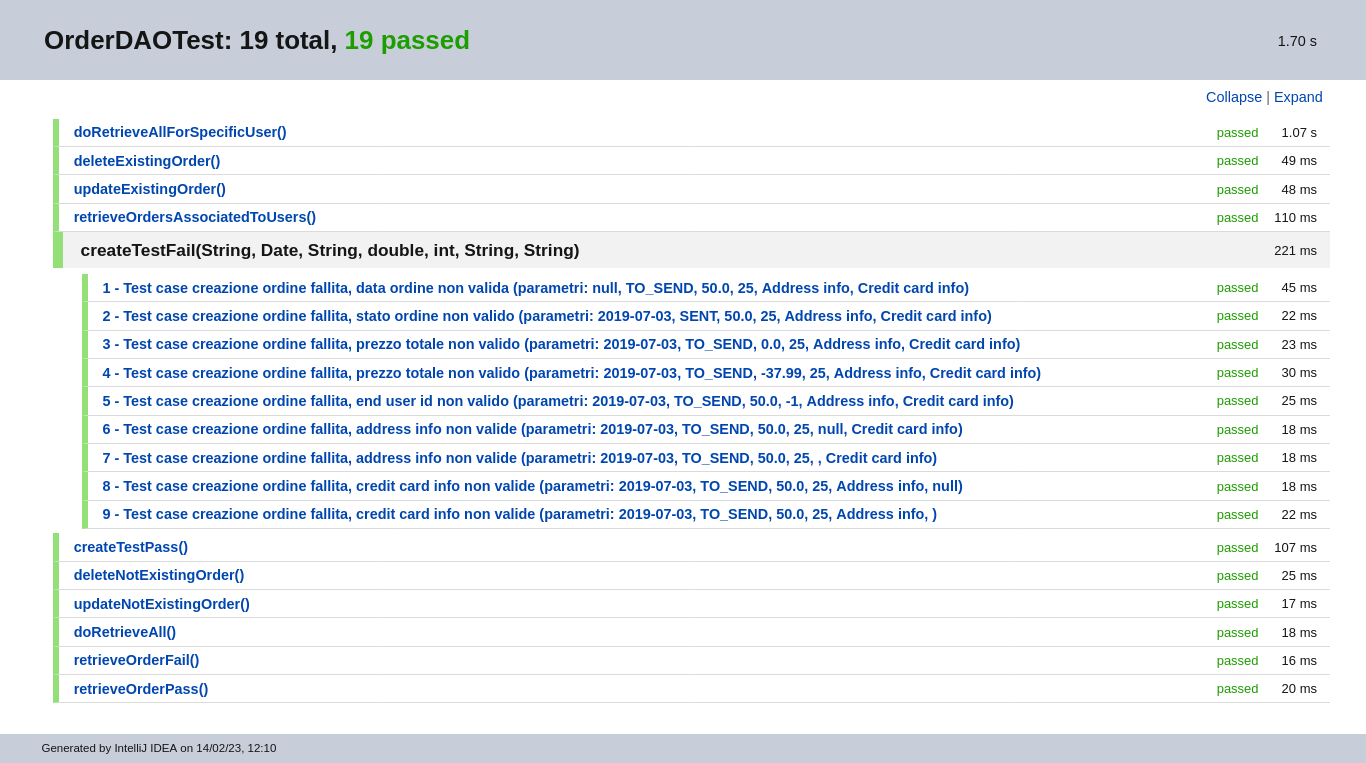 OrderDAOTest: 19 total, 19 passed 1.70 s
Collapse | Expand
doRetrieveAllForSpecificUser() passed 1.07 s
deleteExistingOrder() passed 49 ms
updateExistingOrder() passed 48 ms
retrieveOrdersAssociatedToUsers() passed 110 ms
createTestFail(String, Date, String, double, int, String, String) 221 ms
1 - Test case creazione ordine fallita, data ordine non valida (parametri: null, TO_SEND, 50.0, 25, Address info, Credit card info) passed 45 ms
2 - Test case creazione ordine fallita, stato ordine non valido (parametri: 2019-07-03, SENT, 50.0, 25, Address info, Credit card info) passed 22 ms
3 - Test case creazione ordine fallita, prezzo totale non valido (parametri: 2019-07-03, TO_SEND, 0.0, 25, Address info, Credit card info) passed 23 ms
4 - Test case creazione ordine fallita, prezzo totale non valido (parametri: 2019-07-03, TO_SEND, -37.99, 25, Address info, Credit card info) passed 30 ms
5 - Test case creazione ordine fallita, end user id non valido (parametri: 2019-07-03, TO_SEND, 50.0, -1, Address info, Credit card info) passed 25 ms
6 - Test case creazione ordine fallita, address info non valide (parametri: 2019-07-03, TO_SEND, 50.0, 25, null, Credit card info) passed 18 ms
7 - Test case creazione ordine fallita, address info non valide (parametri: 2019-07-03, TO_SEND, 50.0, 25, , Credit card info) passed 18 ms
8 - Test case creazione ordine fallita, credit card info non valide (parametri: 2019-07-03, TO_SEND, 50.0, 25, Address info, null) passed 18 ms
9 - Test case creazione ordine fallita, credit card info non valide (parametri: 2019-07-03, TO_SEND, 50.0, 25, Address info, ) passed 22 ms
createTestPass() passed 107 ms
deleteNotExistingOrder() passed 25 ms
updateNotExistingOrder() passed 17 ms
doRetrieveAll() passed 18 ms
retrieveOrderFail() passed 16 ms
retrieveOrderPass() passed 20 ms
Generated by IntelliJ IDEA on 14/02/23, 12:10